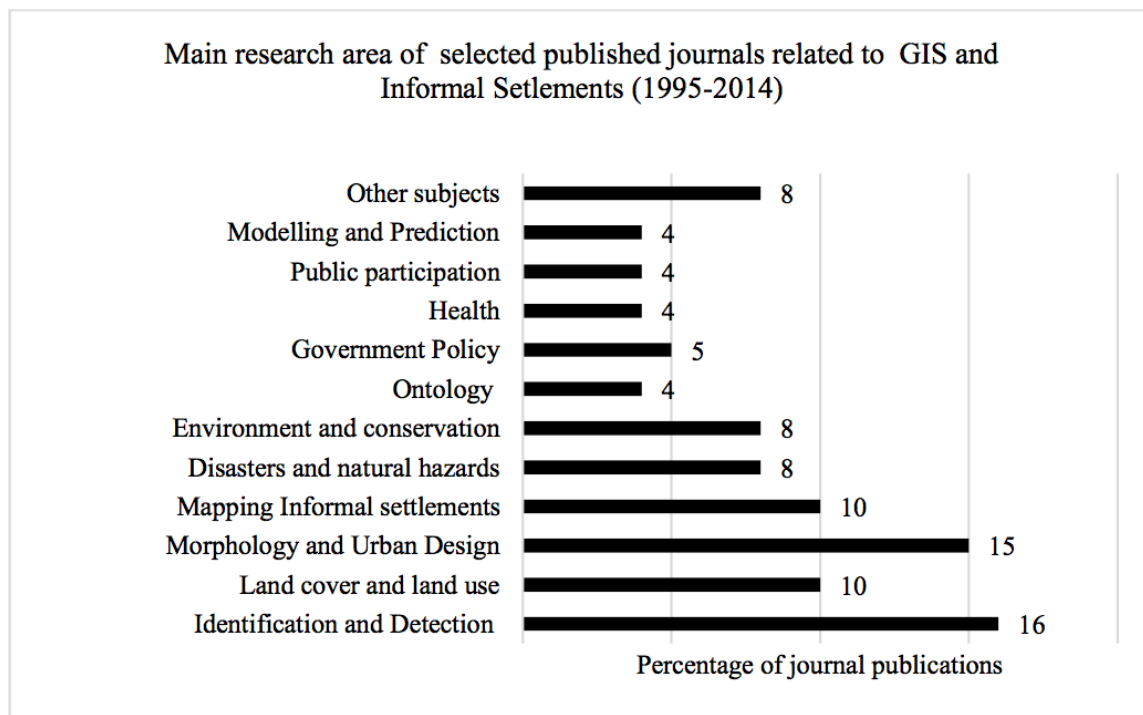 Main research area of selected published journals related to GIS and
Informal Setlements (1995-2014)
Other subjects 8
Modelling and Prediction 4
Public participation 4
Health 4
Government Policy 5
Ontology 4
Environment and conservation 8
Disasters and natural hazards 8
Mapping Informal settlements 10
Morphology and Urban Design 15
Land cover and land use 10
Identification and Detection 16
Percentage of journal publications